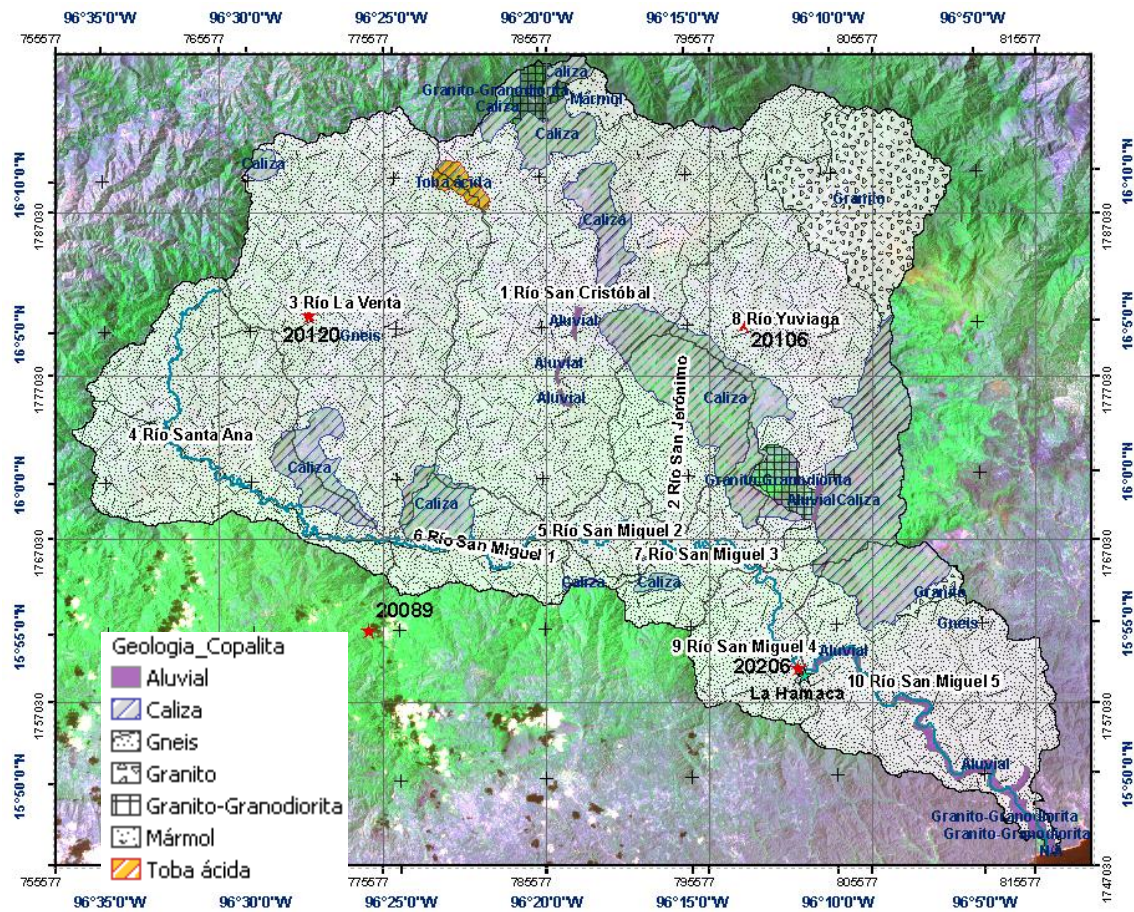 96°35'0"W 96°30'0"W 96°25'0"W 96°20'0"W 96°15'0"W 96°10'0"W 96°5'0"W
755577 765577 775577 785577 795577 805577 815577
Caliza
Granito-Granodiorita
Mármol
Caliza
Caliza
Caliza
Toba ácida
Granito
Caliza
16°10'0"N 16°10'0"N
1787030 1787030
1 Río San Cristóbal
3 Río La Venta
20120
Gneis
Aluvial
8 Río Yuviaga
20106
16°5'0"N 16°5'0"N
Aluvial
1777030 1777030
Aluvial
Caliza
2 Río San Jerónimo
4 Río Santa Ana
Caliza
Granito-Granodiorita
16°0'0"N 16°0'0"N
Caliza
Aluvial
Caliza
5 Río San Miguel 2
6 Río San Miguel 1
7 Río San Miguel 3
1767030 1767030
Caliza
Caliza
Granito
20089
Gneis
15°55'0"N 15°55'0"N
9 Río San Miguel 4
Aluvial
20206
10 Río San Miguel 5
La Hamaca
1757030 1757030
Aluvial
15°50'0"N 15°50'0"N
Granito-Granodiorita
Granito-Granodiorita
NA
1747030 1747030
Geologia_Copalita
Aluvial
Caliza
Gneis
Granito
Granito-Granodiorita
Mármol
Toba ácida
755577 765577 775577 785577 795577 805577 815577
96°35'0"W 96°30'0"W 96°25'0"W 96°20'0"W 96°15'0"W 96°10'0"W 96°5'0"W